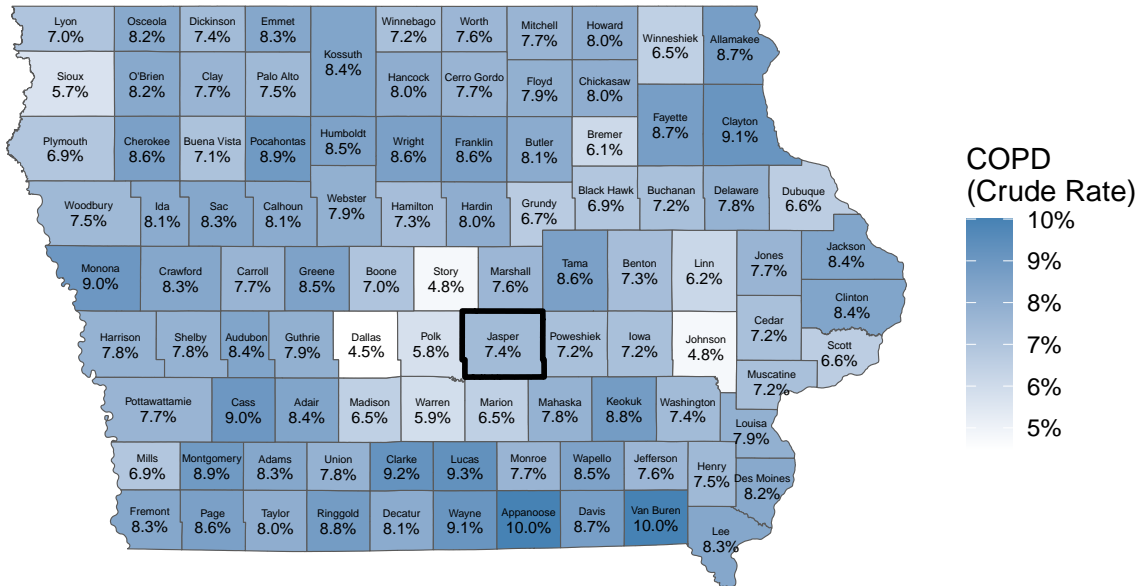 Lyon
7.0%
Osceola
8.2%
Dickinson
7.4%
Emmet
8.3%
Kossuth
8.4%
Winnebago
7.2%
Worth
7.6%
Mitchell
7.7%
Howard
8.0%
Winneshiek
6.5%
Allamakee
8.7%
Sioux
5.7%
O'Brien
8.2%
Clay
7.7%
Palo Alto
7.5%
Hancock
8.0%
Cerro Gordo
7.7%
Floyd
7.9%
Chickasaw
8.0%
Fayette
8.7%
Clayton
9.1%
Plymouth
6.9%
Cherokee
8.6%
Buena Vista
7.1%
Pocahontas
8.9%
Humboldt
8.5%
Wright
8.6%
Franklin
8.6%
Butler
8.1%
Bremer
6.1%
Woodbury
7.5%
Ida
8.1%
Sac
8.3%
Calhoun
8.1%
Webster
7.9%
Hamilton
7.3%
Hardin
8.0%
Grundy
6.7%
Black Hawk
6.9%
Buchanan
7.2%
Delaware
7.8%
Dubuque
6.6%
Monona
9.0%
Crawford
8.3%
Carroll
7.7%
Greene
8.5%
Boone
7.0%
Story
4.8%
Marshall
7.6%
Tama
8.6%
Benton
7.3%
Linn
6.2%
Jones
7.7%
Jackson
8.4%
Clinton
8.4%
Harrison
7.8%
Shelby
7.8%
Audubon
8.4%
Guthrie
7.9%
Dallas
4.5%
Polk
5.8%
Jasper
7.4%
Poweshiek
7.2%
Iowa
7.2%
Johnson
4.8%
Cedar
7.2%
Scott
6.6%
Muscatine
7.2%
Pottawattamie
7.7%
Cass
9.0%
Adair
8.4%
Madison
6.5%
Warren
5.9%
Marion
6.5%
Mahaska
7.8%
Keokuk
8.8%
Washington
7.4%
Louisa
7.9%
Mills
6.9%
Montgomery
8.9%
Adams
8.3%
Union
7.8%
Clarke
9.2%
Lucas
9.3%
Monroe
7.7%
Wapello
8.5%
Jefferson
7.6%
Henry
7.5%
Des Moines
8.2%
Fremont
8.3%
Page
8.6%
Taylor
8.0%
Ringgold
8.8%
Decatur
8.1%
Wayne
9.1%
Appanoose
10.0%
Davis
8.7%
Van Buren
10.0%
Lee
8.3%
COPD
(Crude Rate)
10%
9%
8%
7%
6%
5%